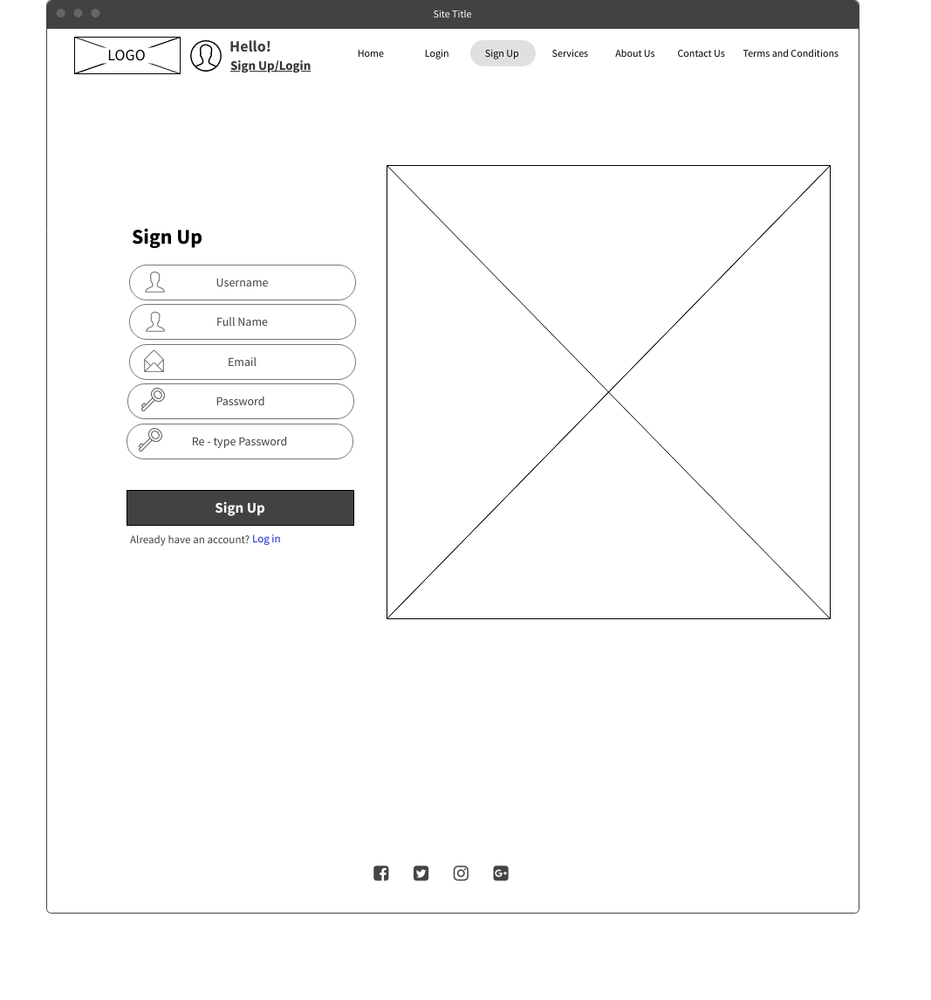 Site Title
LOGO
Hello!
Sign Up/Login
Home Login Sign Up Services About Us Contact Us Terms and Conditions
Sign Up
Username
Full Name
Email
Password
Re - type Password
Sign Up
Already have an account? Log in